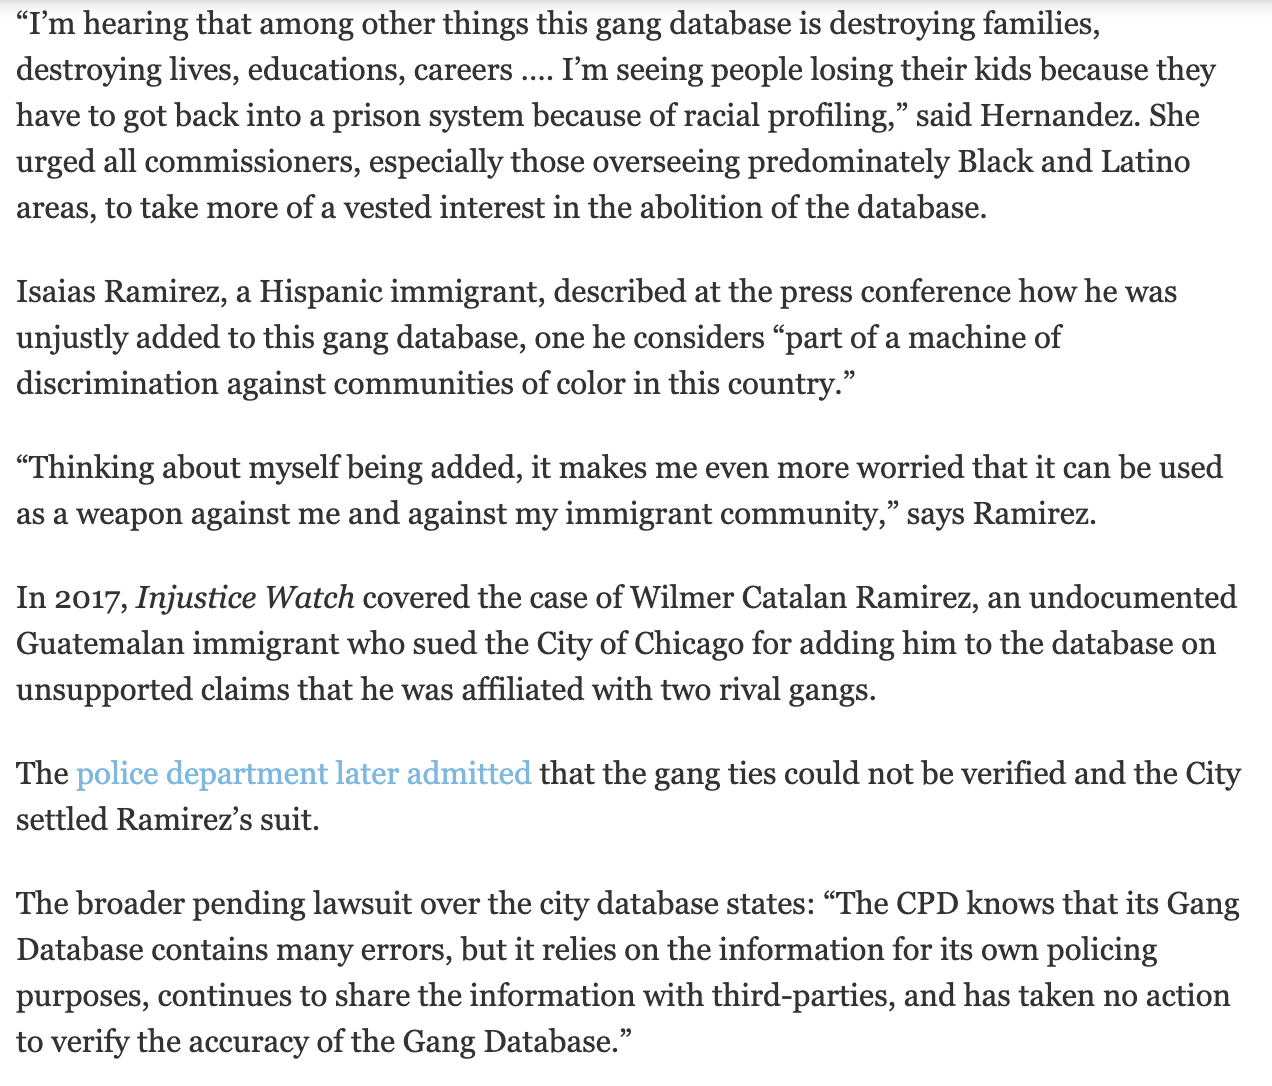 “I’m hearing that among other things this gang database is destroying families,
destroying lives, educations, careers .... I’m seeing people losing their kids because they
have to got back into a prison system because of racial profiling,” said Hernandez. She
urged all commissioners, especially those overseeing predominately Black and Latino
areas, to take more of a vested interest in the abolition of the database.
Isaias Ramirez, a Hispanic immigrant, described at the press conference how he was
unjustly added to this gang database, one he considers “part of a machine of
discrimination against communities of color in this country.”
“Thinking about myself being added, it makes me even more worried that it can be used
as a weapon against me and against my immigrant community,” says Ramirez.
In 2017, Injustice Watch covered the case of Wilmer Catalan Ramirez, an undocumented
Guatemalan immigrant who sued the City of Chicago for adding him to the database on
unsupported claims that he was affiliated with two rival gangs.
The police department later admitted that the gang ties could not be verified and the City
settled Ramirez’s suit.
The broader pending lawsuit over the city database states: “The CPD knows that its Gang
Database contains many errors, but it relies on the information for its own policing
purposes, continues to share the information with third-parties, and has taken no action
to verify the accuracy of the Gang Database.”